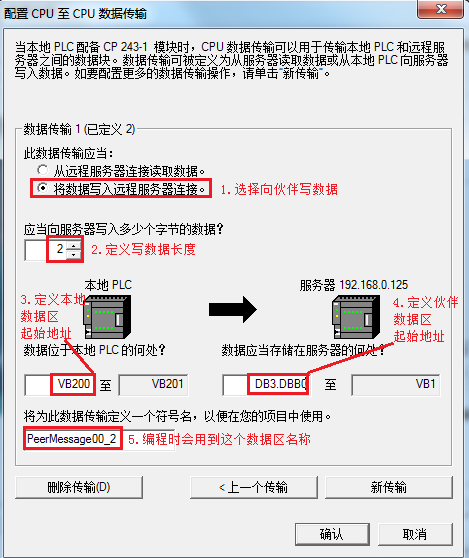 配置 CPU 至 CPU 数据传输
当本地 PLC 配备 CP 243-1 模块时，CPU 数据传输可以用于传输本地 PLC 和远程服
务器之间的数据块。数据传输可被定义为从服务器读取数据或从本地 PLC 向服务器
写入数据。如要配置更多的数据传输操作，请单击“新传输”。
数据传输 1 (已定义 2)
此数据传输应当:
从远程服务器连接读取数据。
将数据写入远程服务器连接。 1.选择向伙伴写数据
应当向服务器写入多少个字节的数据?
2 2.定义写数据长度
本地 PLC 服务器 192.168.0.125
3.定义本地
数据区
起始地址
4.定义伙伴
数据区
起始地址
数据位于本地 PLC 的何处? 数据应当存储在服务器的何处?
VB200 至 VB201 DB3.DBB0 至 VB1
将为此数据传输定义一个符号名，以便在您的项目中使用。
PeerMessage00_2 5.编程时会用到这个数据区名称
删除传输(D) < 上一个传输 新传输
确认 取消